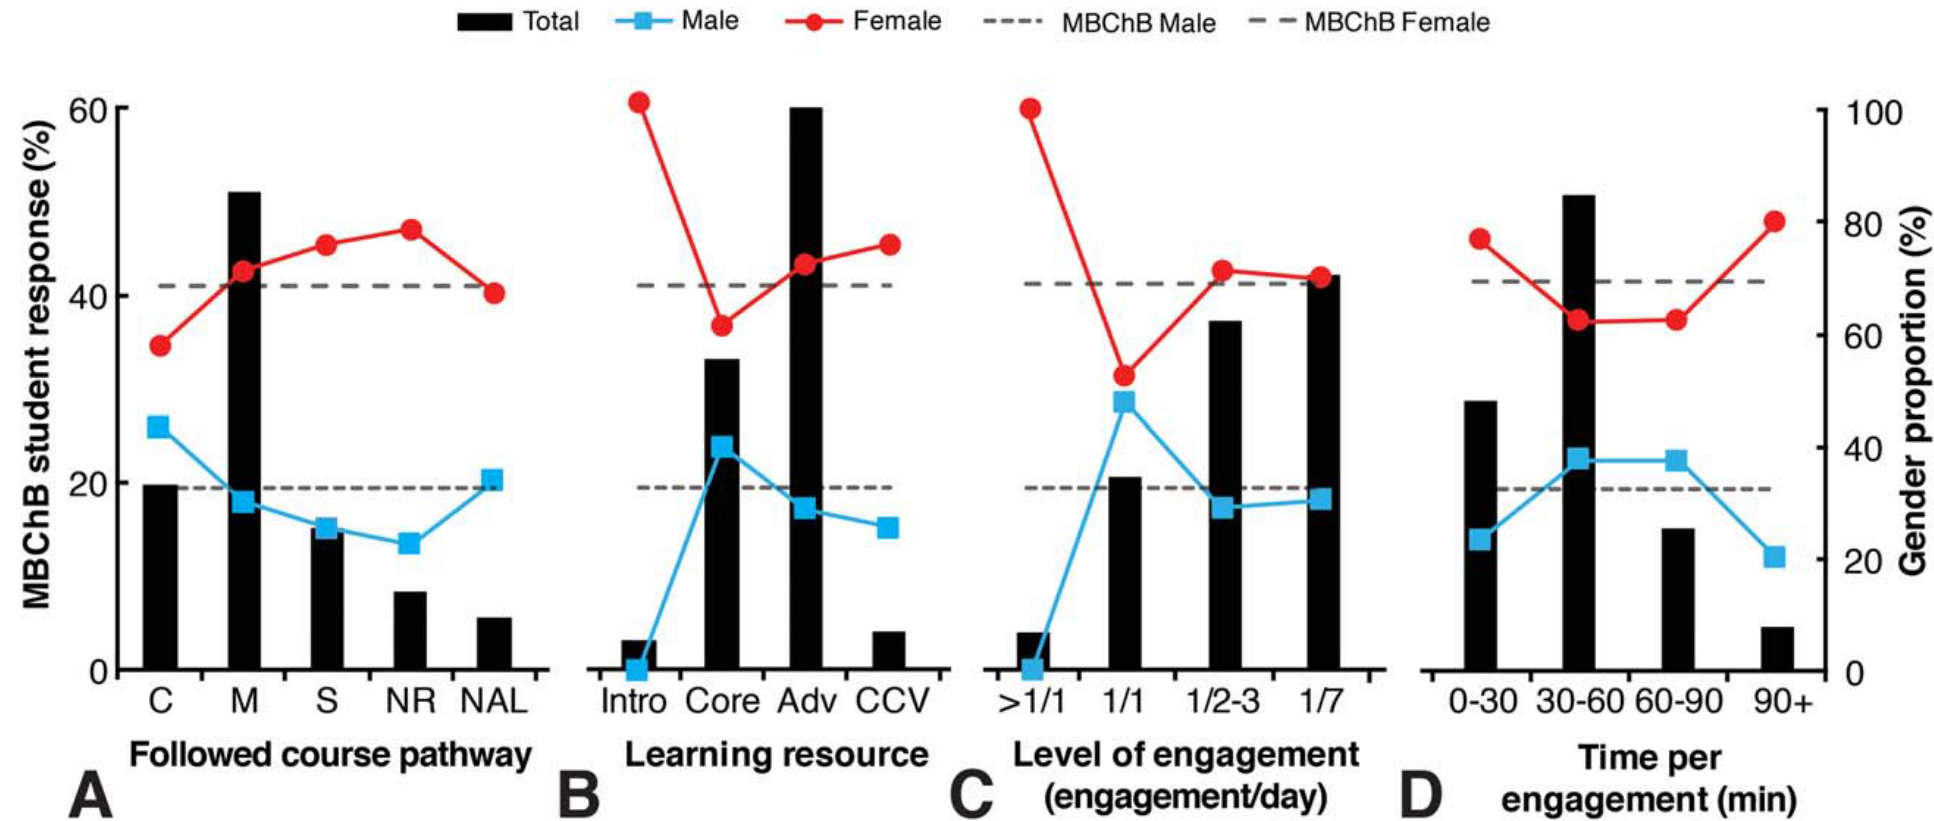 Total Male Female MBChB Male MBChB Female
MBChB student response (%)
60
40
20
0
C M S NR NAL
Followed course pathway
A
Intro Core Adv CCV
Learning resource
B
>1/1 1/1 1/2-3 1/7
Level of engagement
(engagement/day)
C
0-30 30-60 60-90 90+
Time per
engagement (min)
D
100
80
60
40
20
0
Gender proportion (%)